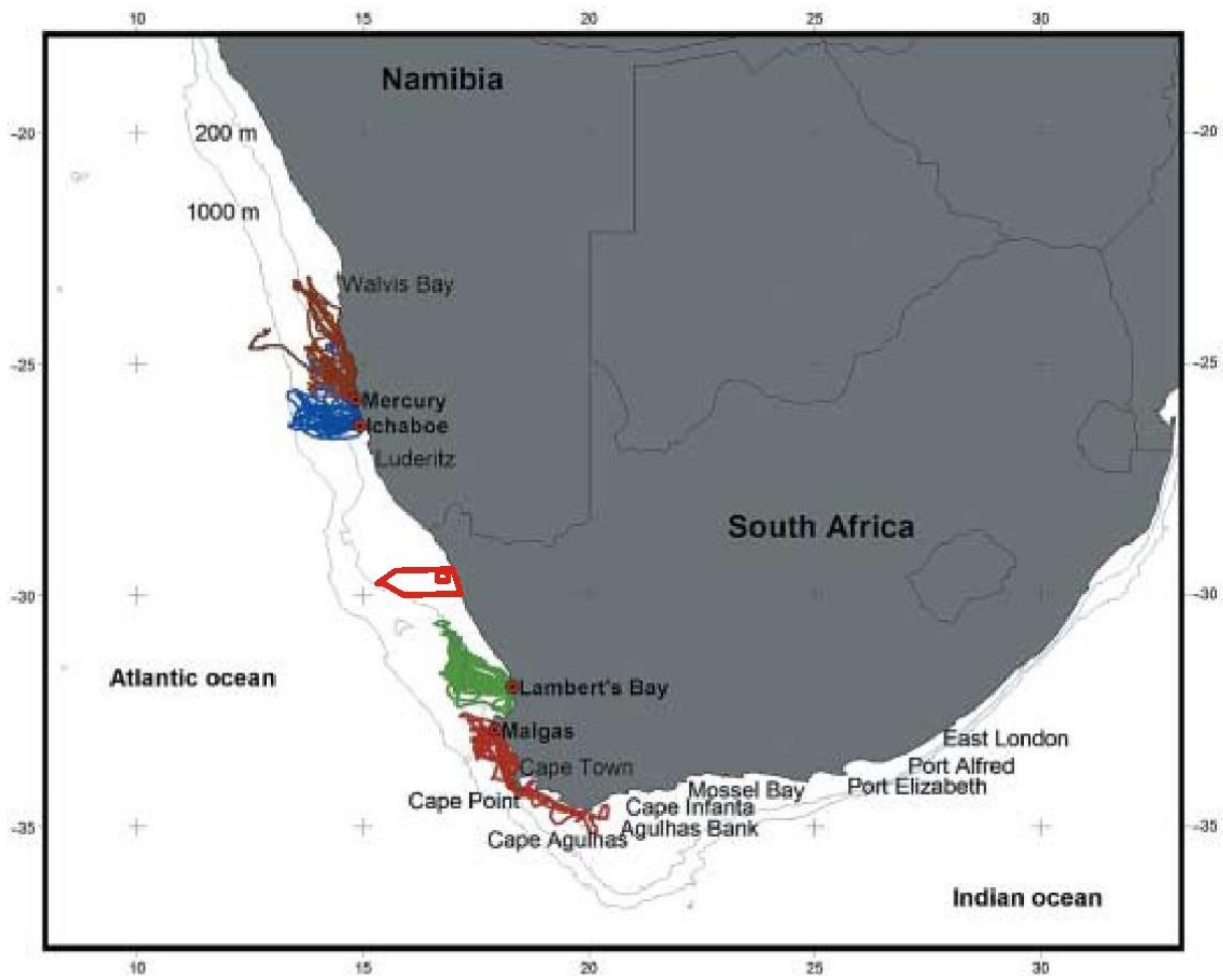 10 15 20 25 30
Namibia
-20 200 m -20
1000 m
Walvis Bay
-25 -25
Mercury
Ichaboe
Luderitz
South Africa
-30 -30
Atlantic ocean
Lambert's Bay
Malgas
East London
Cape Town
Port Alfred
Port Elizabeth
Mossel Bay
Cape Point
Cape Infanta
-35 Agulhas Bank -35
Cape Agulhas
Indian ocean
10 15 20 25 30